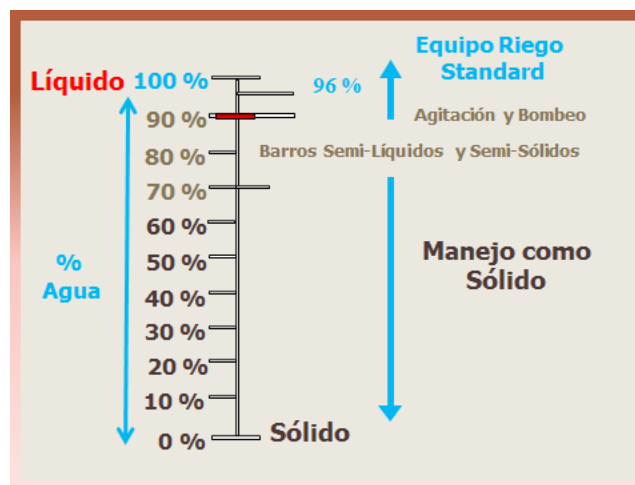 Equipo Riego
Standard
Líquido 100 %
96 %
90 %
Agitación y Bombeo
80 %
Barros Semi-Líquidos y Semi-Sólidos
70 %
60 %
50 %
Manejo como
Sólido
%
Agua
40 %
30 %
20 %
10 %
0 %
Sólido